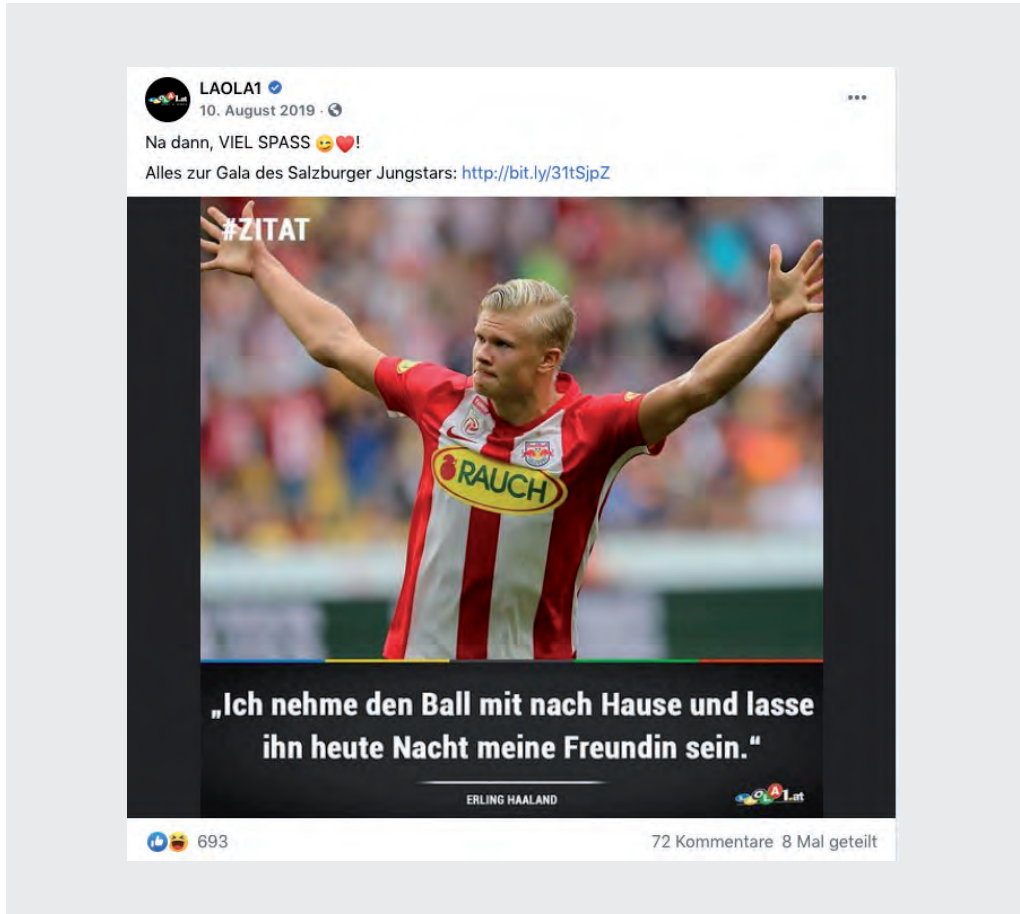 LAOLA1
10. August 2019
Na dann, VIEL SPASS 😉❤️!
Alles zur Gala des Salzburger Jungstars: http://bit.ly/31tSjpZ
#ZITAT
RAUCH
„Ich nehme den Ball mit nach Hause und lasse
ihn heute Nacht meine Freundin sein.“
ERLING HAALAND
LAOLA1.at
693
72 Kommentare 8 Mal geteilt